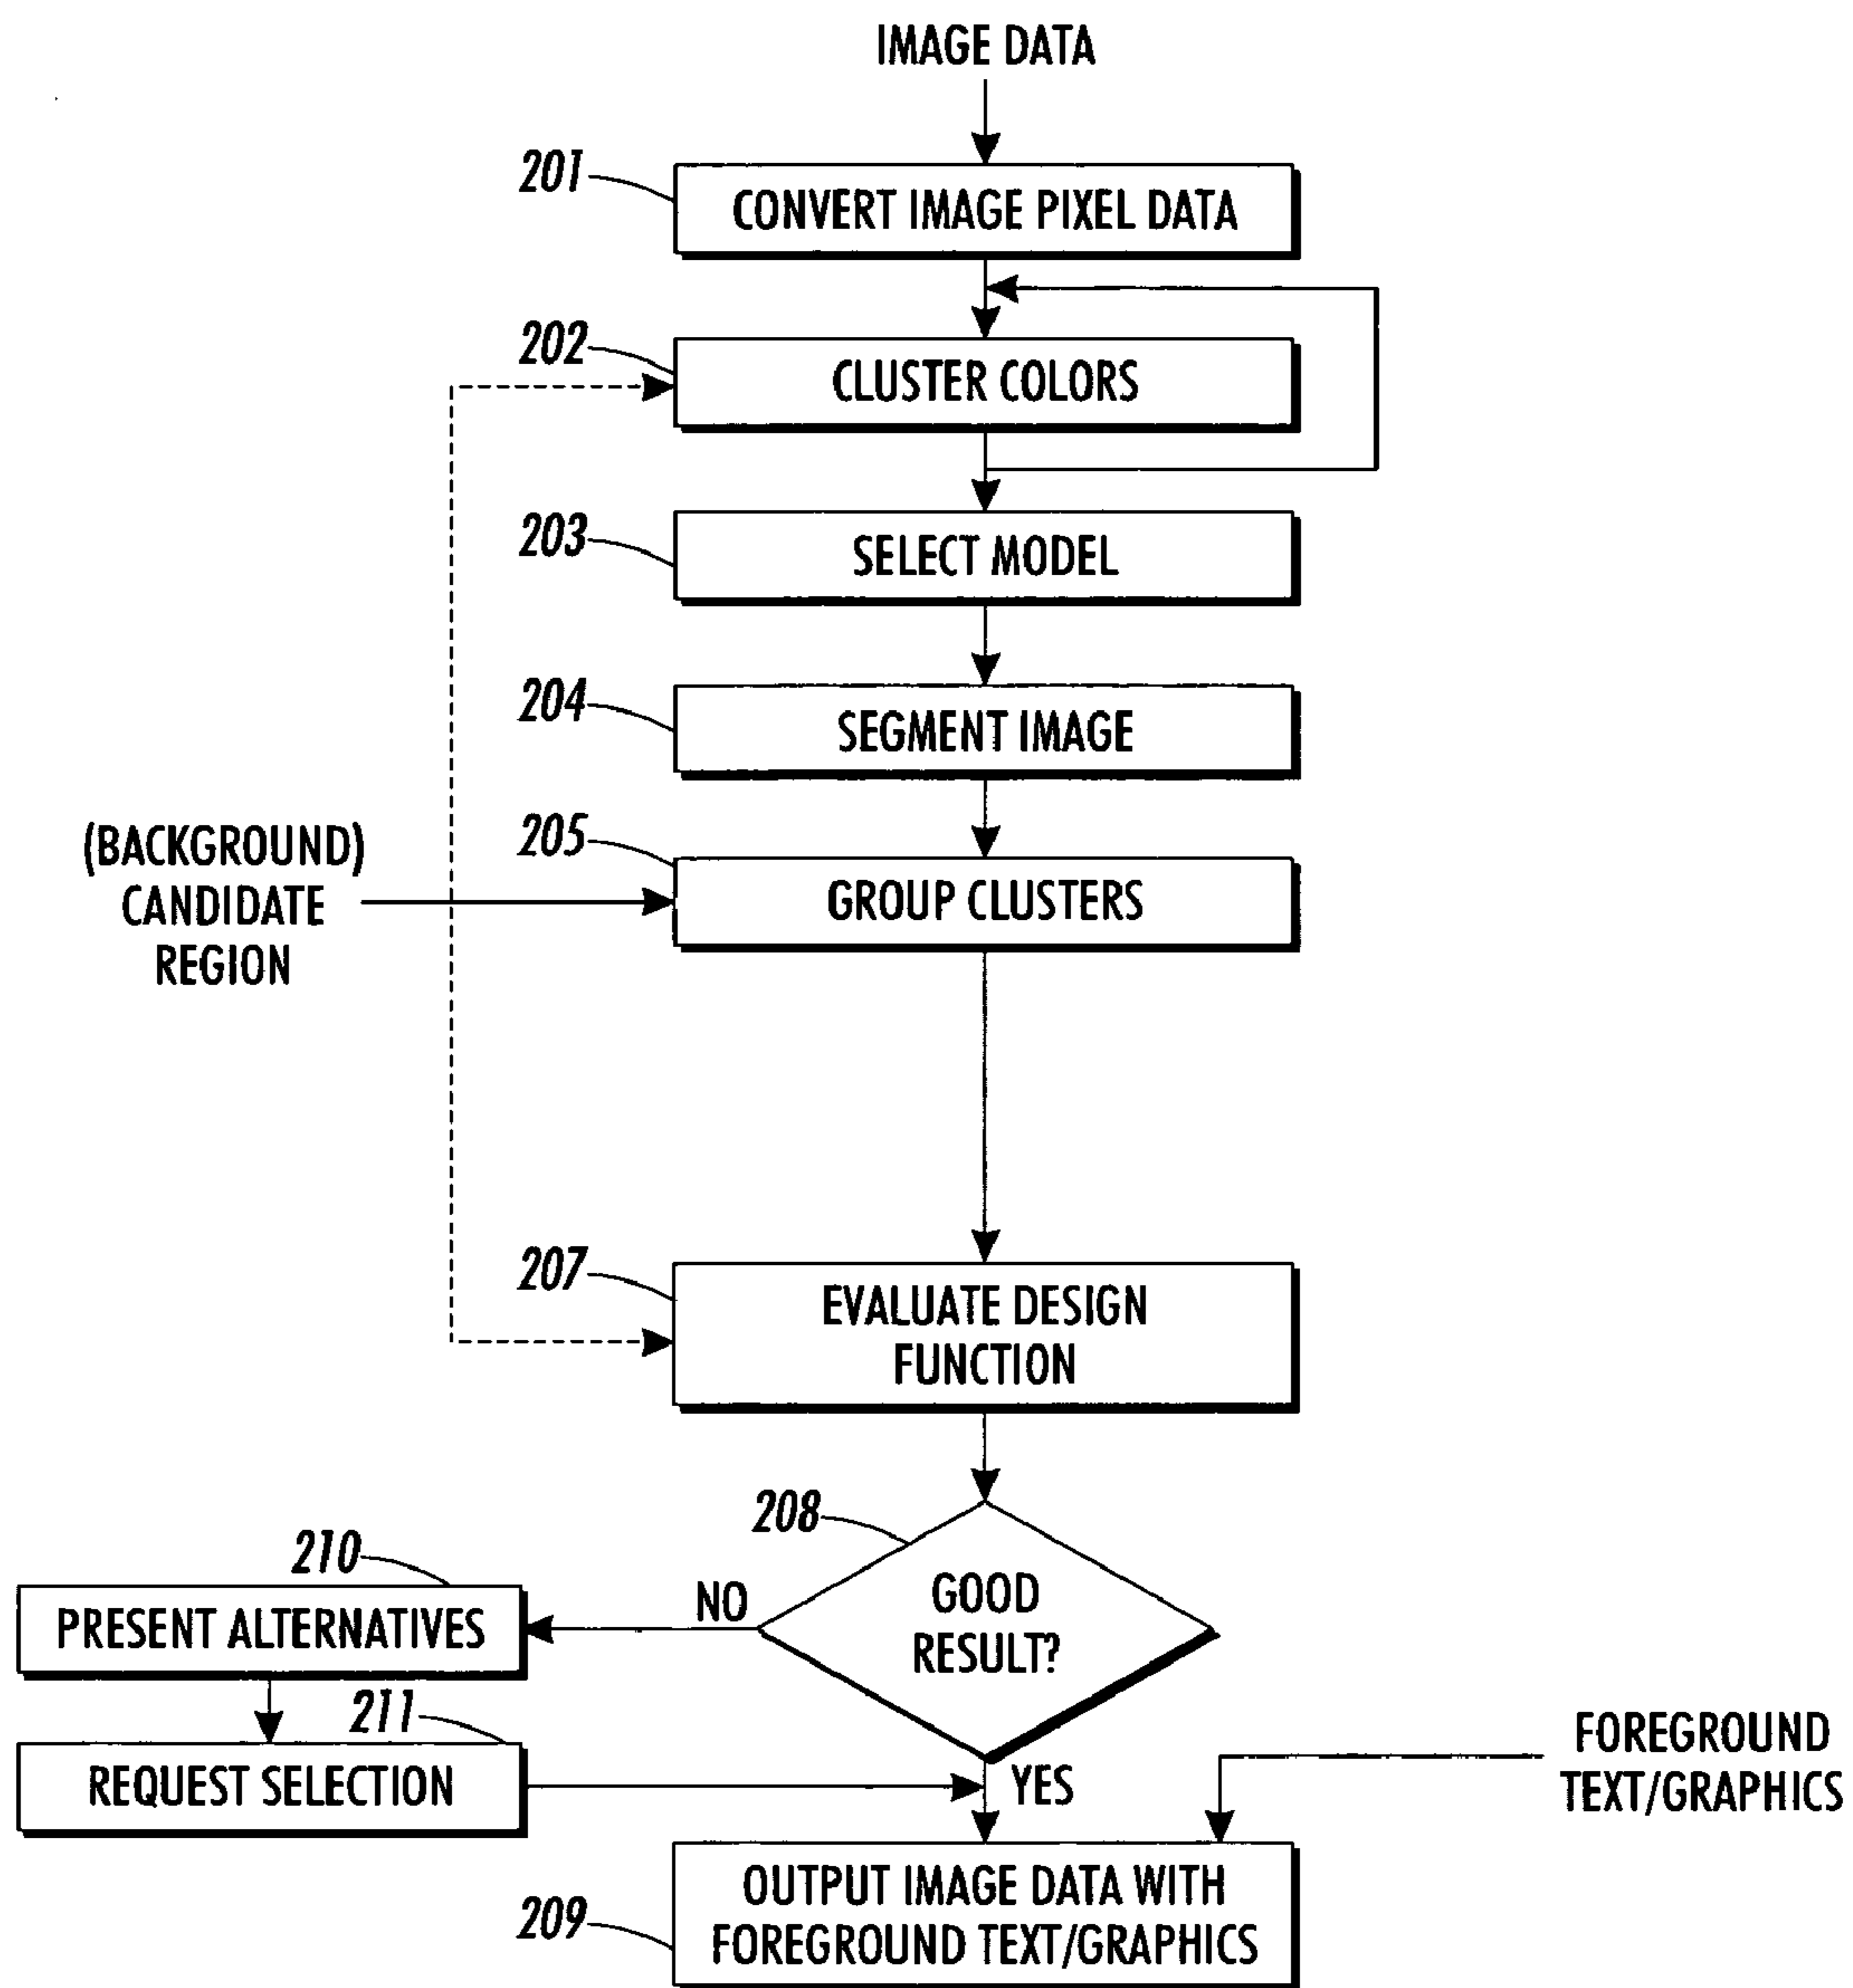 IMAGE DATA
201
CONVERT IMAGE PIXEL DATA
202
CLUSTER COLORS
203
SELECT MODEL
204
SEGMENT IMAGE
(BACKGROUND)
CANDIDATE
REGION
205
GROUP CLUSTERS
207
EVALUATE DESIGN
FUNCTION
208
GOOD
RESULT?
NO
210
PRESENT ALTERNATIVES
211
REQUEST SELECTION
YES
FOREGROUND
TEXT/GRAPHICS
209
OUTPUT IMAGE DATA WITH
FOREGROUND TEXT/GRAPHICS